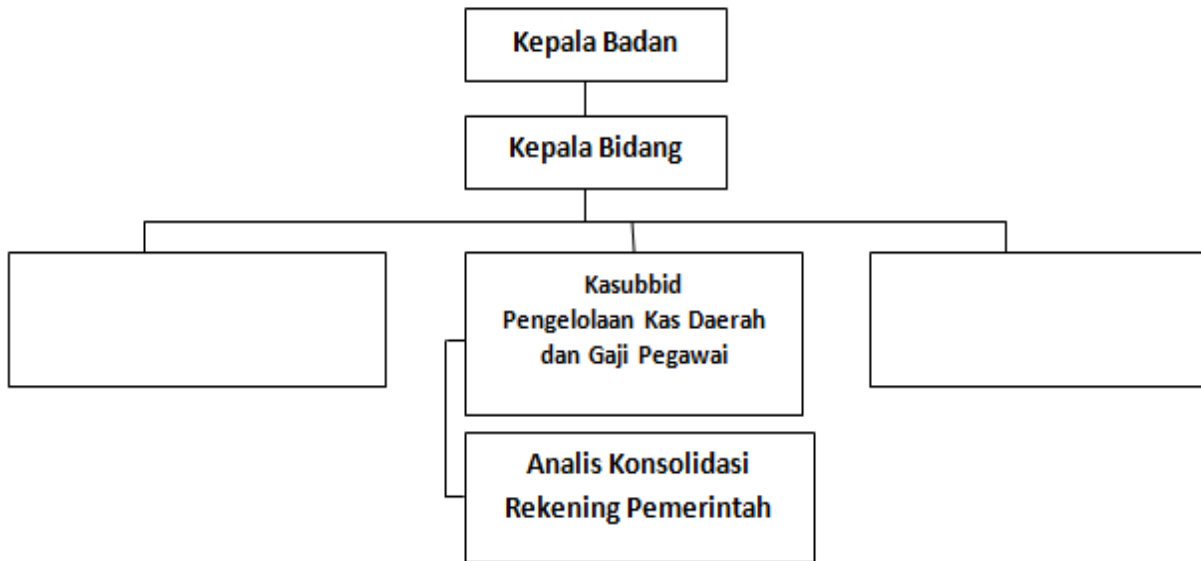 Kepala Badan
Kepala Bidang
Kasubbid
Pengelolaan Kas Daerah
dan Gaji Pegawai
Analis Konsolidasi
Rekening Pemerintah